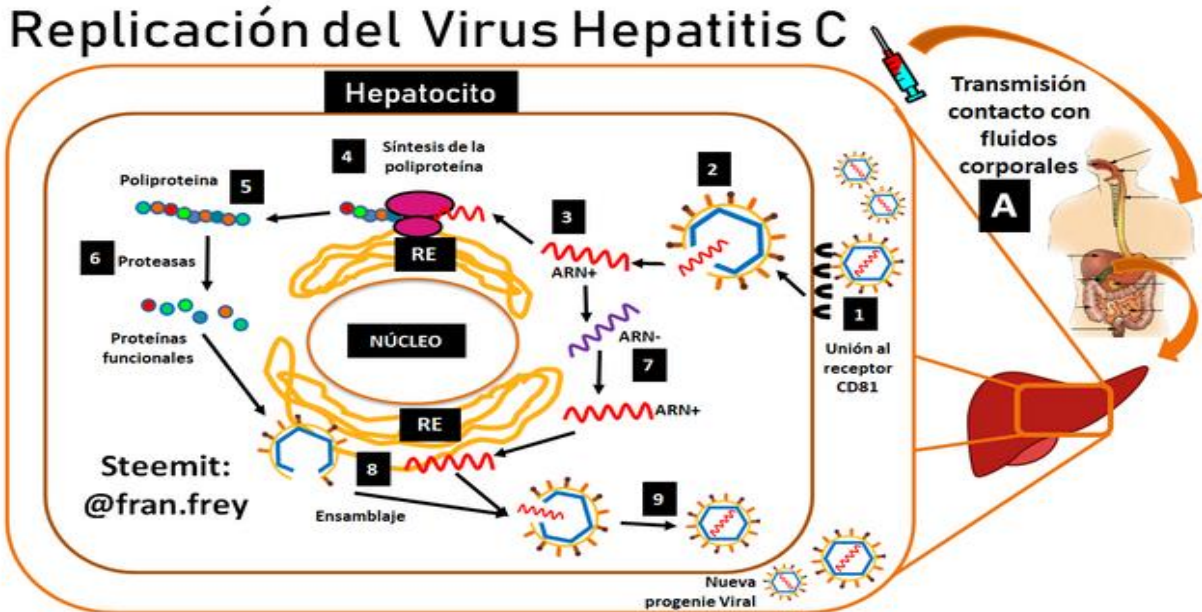 Replicación del Virus Hepatitis C
Hepatocito
Transmisión
contacto con
fluidos
corporales
A
4
Síntesis de la
poliproteína
Poliproteina
5
2
3
RE
ARN+
6
Proteasas
1
NÚCLEO
ARN-
Unión al
receptor
CD81
Proteínas
funcionales
7
ARN+
RE
8
Steemit:
@fran.frey
Ensamblaje
9
Nueva
progenie Viral